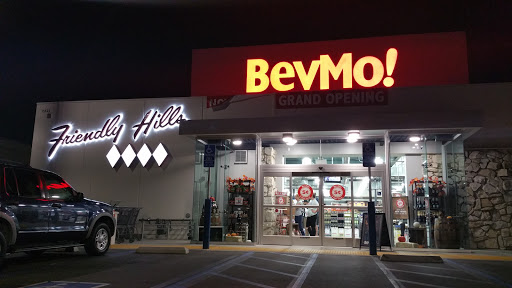 BevMo!
GRAND OPENING
Friendly Hills